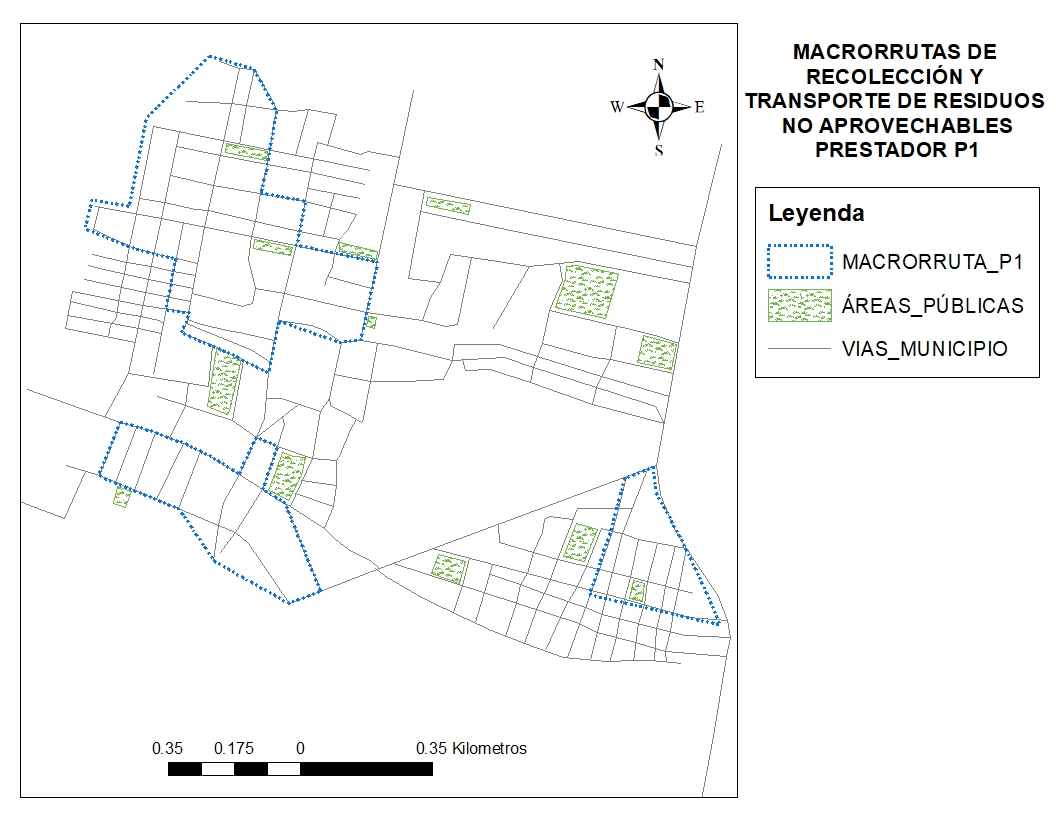 MACRORRUTAS DE
RECOLECCIÓN Y
TRANSPORTE DE RESIDUOS
NO APROVECHABLES
PRESTADOR P1
N
W E
S
Leyenda
MACRORRUTA_P1
ÁREAS_PÚBLICAS
VIAS_MUNICIPIO
0.35 0.175 0 0.35 Kilometros